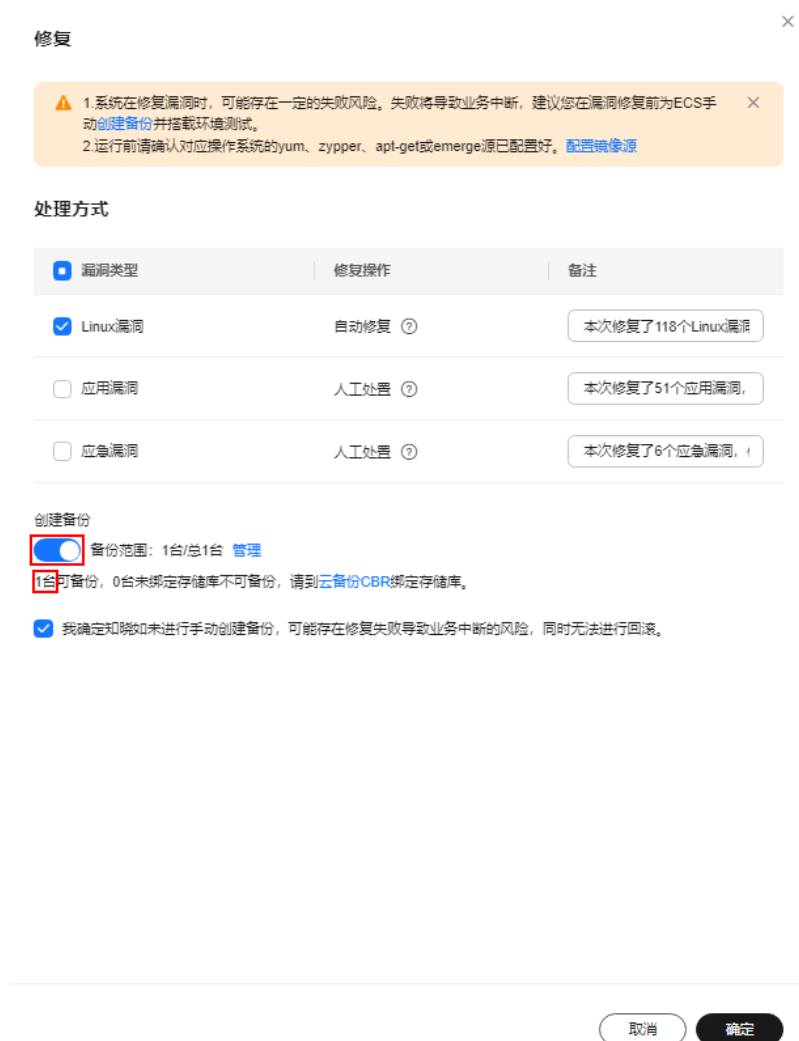 修复
1.系统在修复漏洞时，可能存在一定的失败风险。失败将导致业务中断，建议您在漏洞修复前为ECS手
动创建备份并搭载环境测试。
2.运行前请确认对应操作系统的yum、zypper、apt-get或emerge源已配置好。配置镜像源
处理方式
漏洞类型 修复操作 备注
Linux漏洞 自动修复 本次修复了118个Linux漏洞
应用漏洞 人工处置 本次修复了51个应用漏洞，
应急漏洞 人工处置 本次修复了6个应急漏洞，
创建备份
备份范围：1台/总1台 管理
1台可备份，0台未绑定存储库不可备份，请到云备份CBR绑定存储库。
我确定知晓如未进行手动创建备份，可能存在修复失败导致业务中断的风险，同时无法进行回滚。
取消 确定